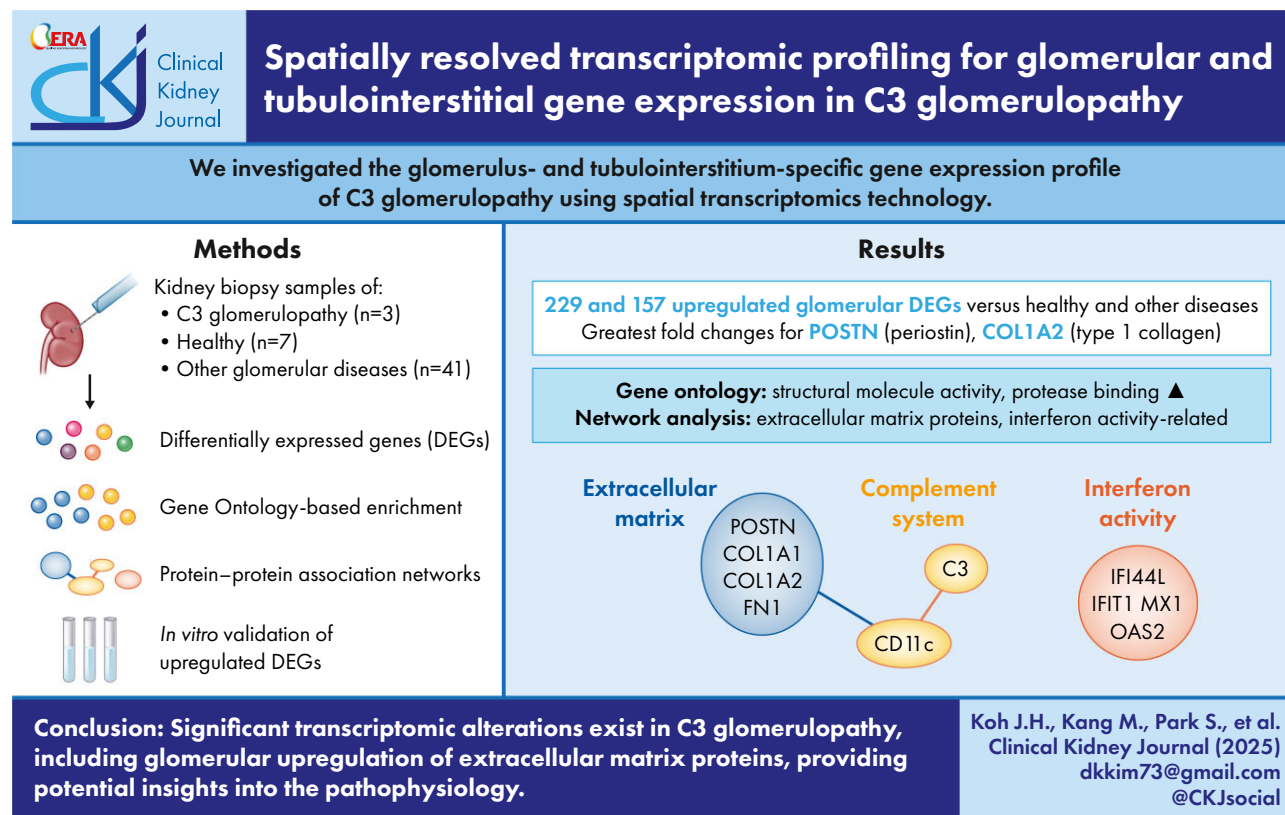 ERA
CKJ
Clinical
Kidney
Journal
Spatially resolved transcriptomic profiling for glomerular and
tubulointerstitial gene expression in C3 glomerulopathy
We investigated the glomerulus- and tubulointerstitium-specific gene expression profile
of C3 glomerulopathy using spatial transcriptomics technology.
Methods
Kidney biopsy samples of:
• C3 glomerulopathy (n=3)
• Healthy (n=7)
• Other glomerular diseases (n=41)
Differentially expressed genes (DEGs)
Gene Ontology-based enrichment
Protein–protein association networks
In vitro validation of
upregulated DEGs
Results
229 and 157 upregulated glomerular DEGs versus healthy and other diseases
Greatest fold changes for POSTN (periostin), COL1A2 (type 1 collagen)
Gene ontology: structural molecule activity, protease binding ▲
Network analysis: extracellular matrix proteins, interferon activity-related
Extracellular
matrix
POSTN
COL1A1
COL1A2
FN1
Complement
system
C3
CD11c
Interferon
activity
IFI44L
IFIT1 MX1
OAS2
Conclusion: Significant transcriptomic alterations exist in C3 glomerulopathy,
including glomerular upregulation of extracellular matrix proteins, providing
potential insights into the pathophysiology.
Koh J.H., Kang M., Park S., et al.
Clinical Kidney Journal (2025)
dkkim73@gmail.com
@CKJsocial